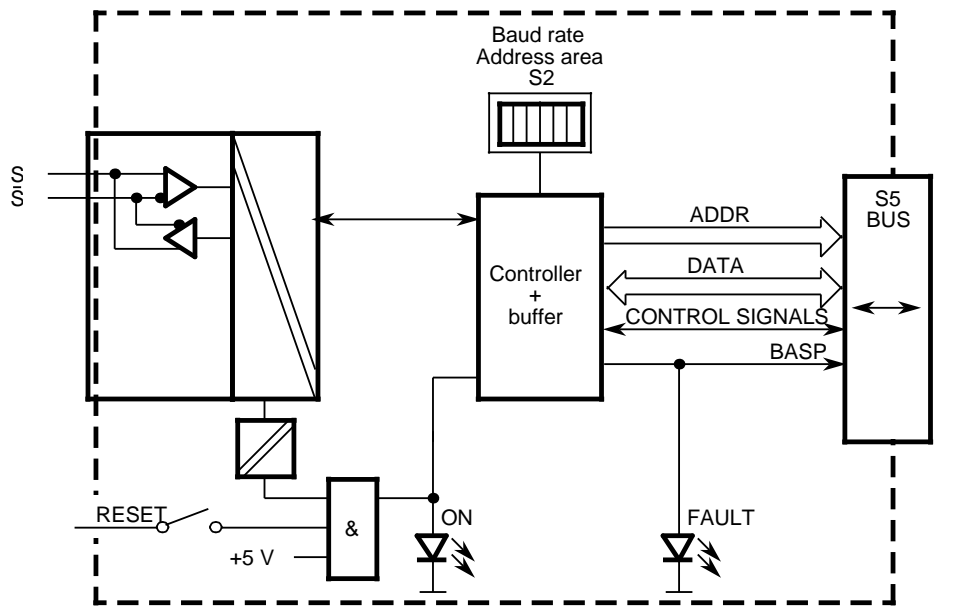 Baud rate
Address area
S2
S
S
S5
BUS
ADDR
DATA
Controller
+
buffer
CONTROL SIGNALS
BASP
RESET
&
ON
FAULT
+5 V